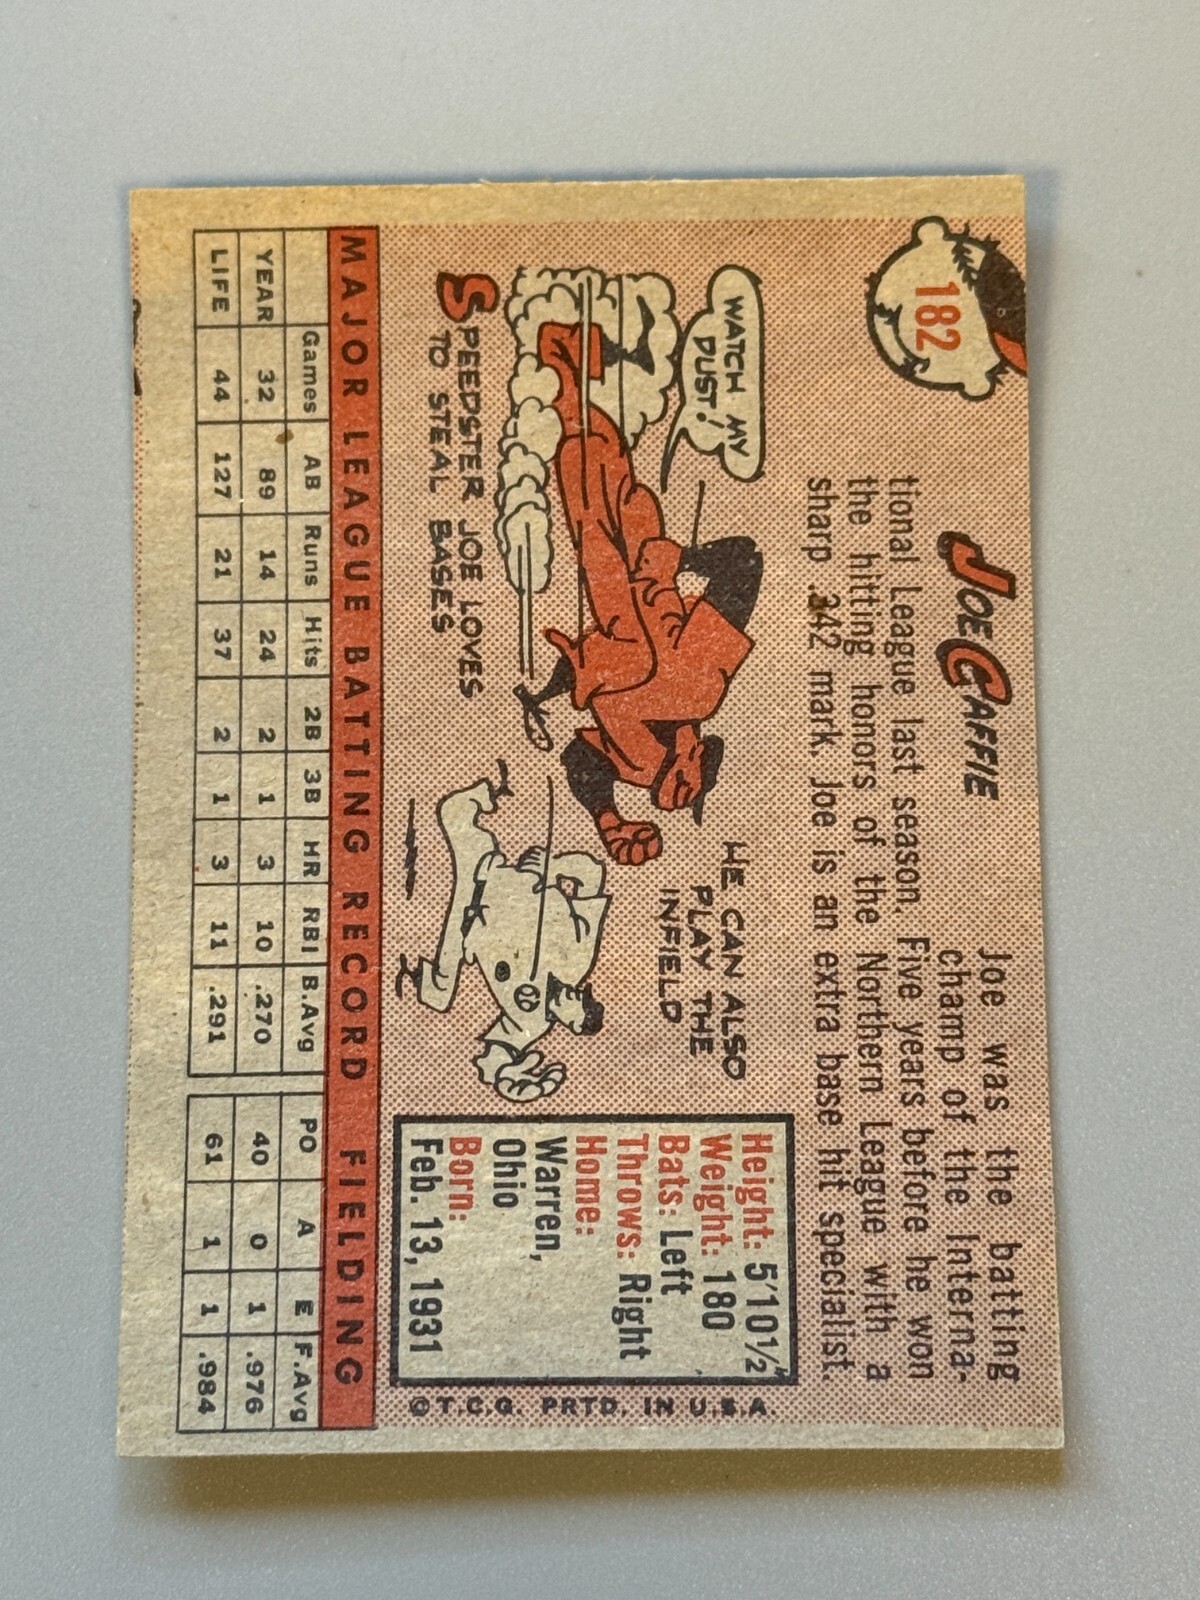 182
JOE CAFFIE
Joe was the batting
champ of the Interna-
tional League last season. Five years before he won
the hitting honors of the Northern League with a
sharp .342 mark. Joe is an extra base hit specialist.
WATCH MY
DUST!
SPEEDSTER JOE LOVES
TO STEAL BASES
HE CAN ALSO
PLAY THE
INFIELD
Height: 5'10½"
Weight: 180
Bats: Left
Throws: Right
Home:
Warren,
Ohio
Born:
Feb. 13, 1931
©T.C.G. PRTD. IN U.S.A.
MAJOR LEAGUE BATTING RECORD FIELDING
Games AB Runs Hits 2B 3B HR RBI B.Avg PO A E F.Avg
YEAR 32 89 14 24 2 1 3 10 .270 40 0 1 .976
LIFE 44 127 21 37 2 1 3 11 .291 61 1 1 .984